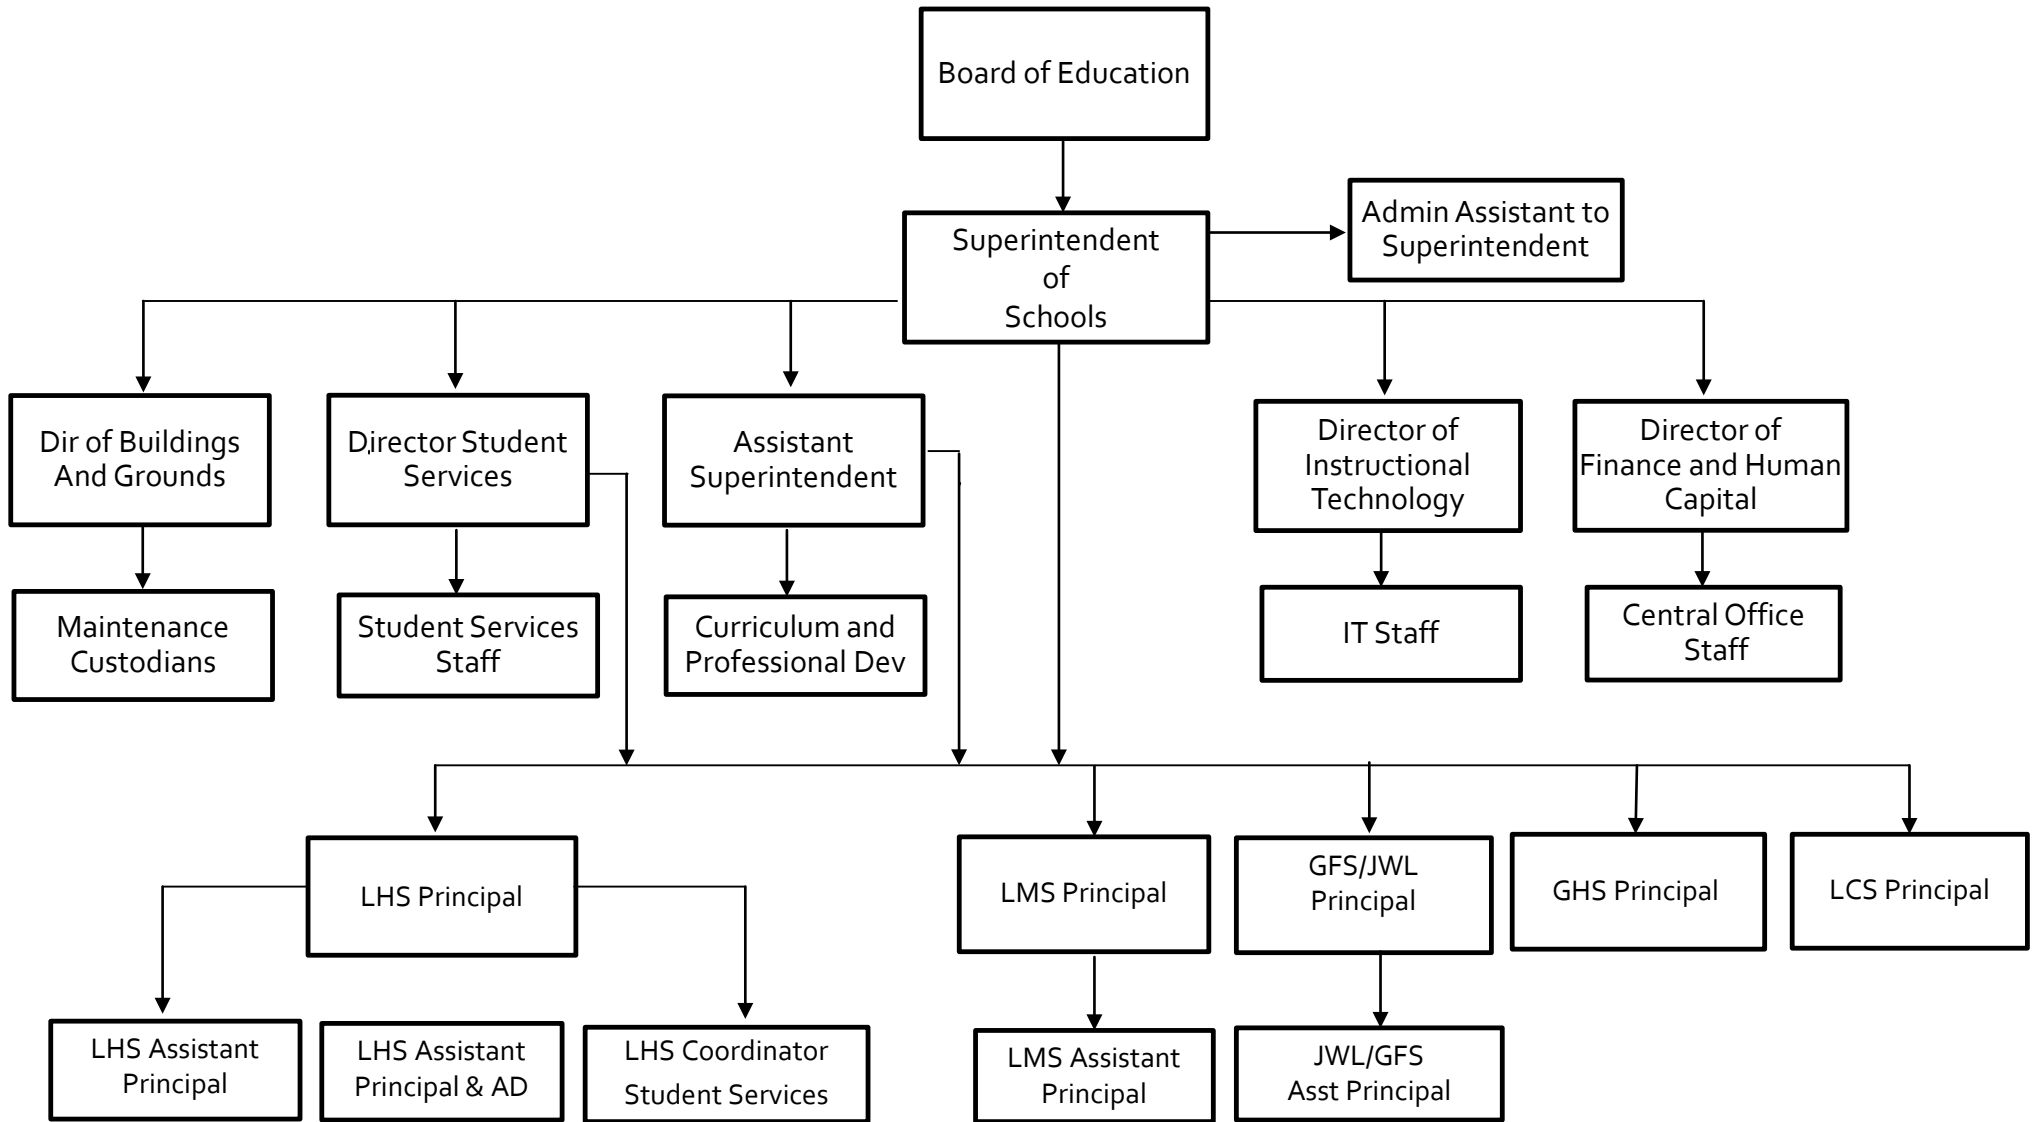 Board of Education
Admin Assistant to
Superintendent
Superintendent
of
Schools
Dir of Buildings
And Grounds
Director Student
Services
Assistant
Superintendent
Director of
Instructional
Technology
Director of
Finance and Human
Capital
Maintenance
Custodians
Student Services
Staff
Curriculum and
Professional Dev
IT Staff
Central Office
Staff
LHS Principal
LMS Principal
GFS/JWL
Principal
GHS Principal
LCS Principal
LHS Assistant
Principal
LHS Assistant
Principal & AD
LHS Coordinator
Student Services
LMS Assistant
Principal
JWL/GFS
Asst Principal